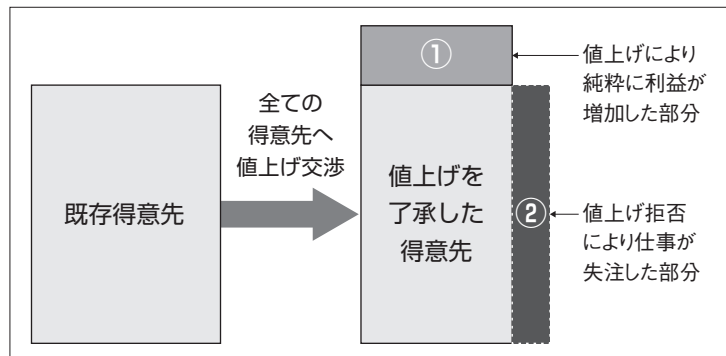 既存得意先
全ての
得意先へ
値上げ交渉
①
値上げを
了承した
得意先
②
値上げにより
純粋に利益が
増加した部分
値上げ拒否
により仕事が
失注した部分